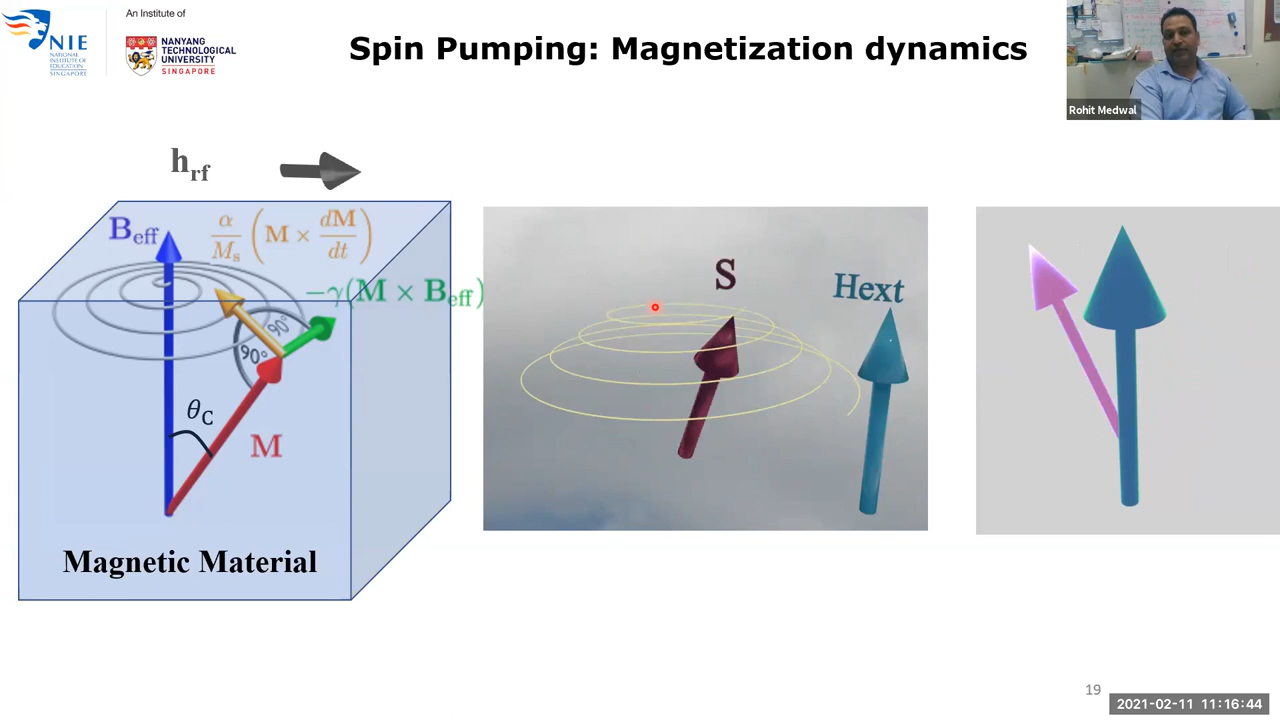 An Institute of
NIE
NATIONAL
INSTITUTE OF
EDUCATION
SINGAPORE
NANYANG
TECHNOLOGICAL
UNIVERSITY
SINGAPORE
Spin Pumping: Magnetization dynamics
Rohit Medwal
h_rf
B_eff
α/M_s (M × dM/dt)
−γ(M × B_eff)
90°
90°
θ_C
M
Magnetic Material
S
Hext
19
2021-02-11 11:16:44